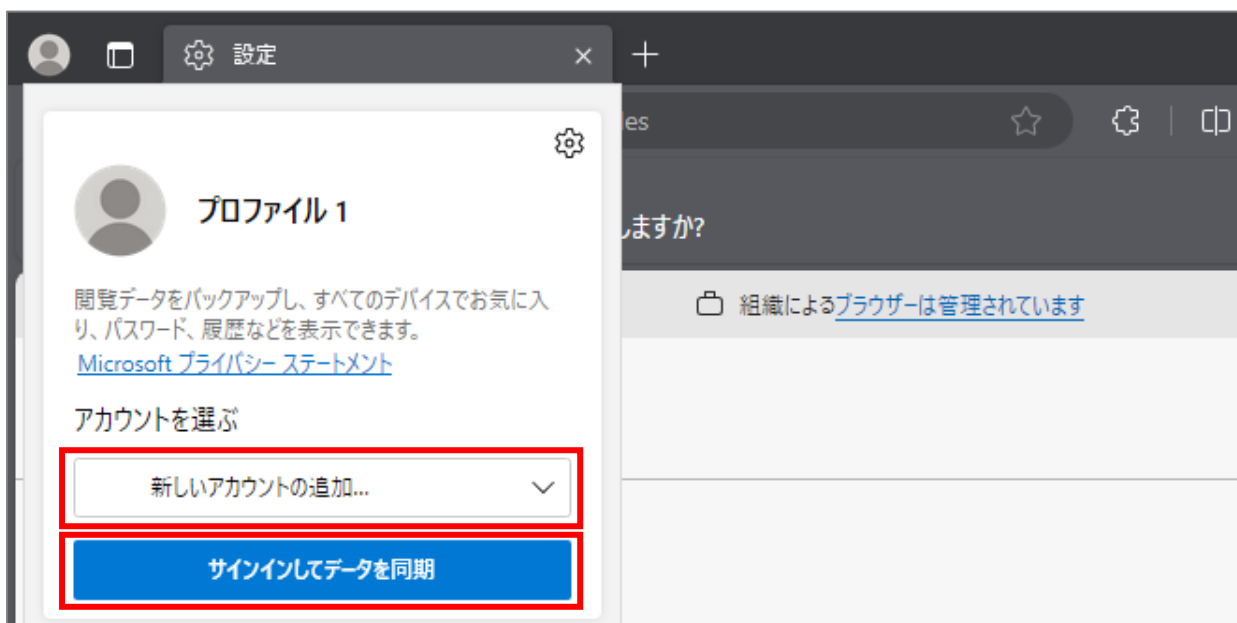 設定
les
プロファイル 1
しますか?
閲覧データをバックアップし、すべてのデバイスでお気に入
り、パスワード、履歴などを表示できます。
組織によるブラウザーは管理されています
Microsoft プライバシー ステートメント
アカウントを選ぶ
新しいアカウントの追加...
サインインしてデータを同期